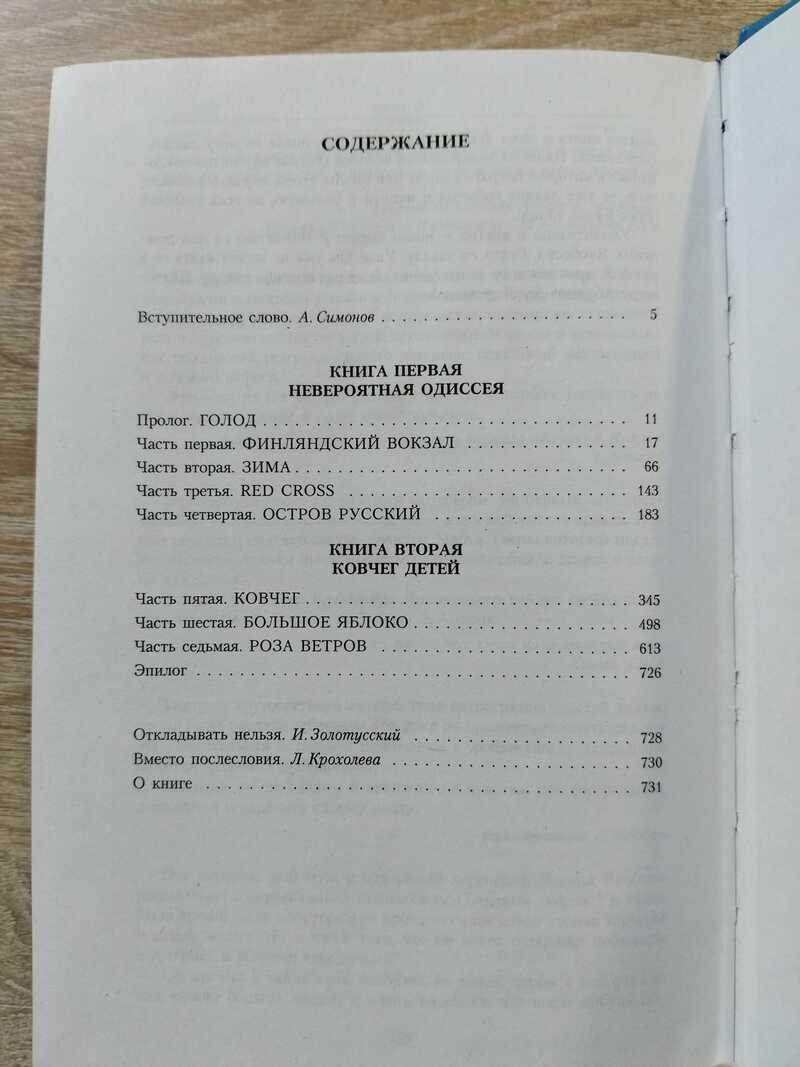 СОДЕРЖАНИЕ
Вступительное слово. А. Симонов . . . . . . . . . . . . . . . . . . . . . . . 5
КНИГА ПЕРВАЯ
НЕВЕРОЯТНАЯ ОДИССЕЯ
Пролог. ГОЛОД . . . . . . . . . . . . . . . . . . . . . . . . . . . . . . . . 11
Часть первая. ФИНЛЯНДСКИЙ ВОКЗАЛ . . . . . . . . . . . . . . 17
Часть вторая. ЗИМА . . . . . . . . . . . . . . . . . . . . . . . . . . . . . 66
Часть третья. RED CROSS . . . . . . . . . . . . . . . . . . . . . . . . 143
Часть четвертая. ОСТРОВ РУССКИЙ . . . . . . . . . . . . . . . . . 183
КНИГА ВТОРАЯ
КОВЧЕГ ДЕТЕЙ
Часть пятая. КОВЧЕГ . . . . . . . . . . . . . . . . . . . . . . . . . . . . 345
Часть шестая. БОЛЬШОЕ ЯБЛОКО . . . . . . . . . . . . . . . . . . 498
Часть седьмая. РОЗА ВЕТРОВ . . . . . . . . . . . . . . . . . . . . . 613
Эпилог . . . . . . . . . . . . . . . . . . . . . . . . . . . . . . . . . . . . . 726
Откладывать нельзя. И. Золотусский . . . . . . . . . . . . . . . . 728
Вместо послесловия. Л. Крохолева . . . . . . . . . . . . . . . . . . 730
О книге . . . . . . . . . . . . . . . . . . . . . . . . . . . . . . . . . . . . 731